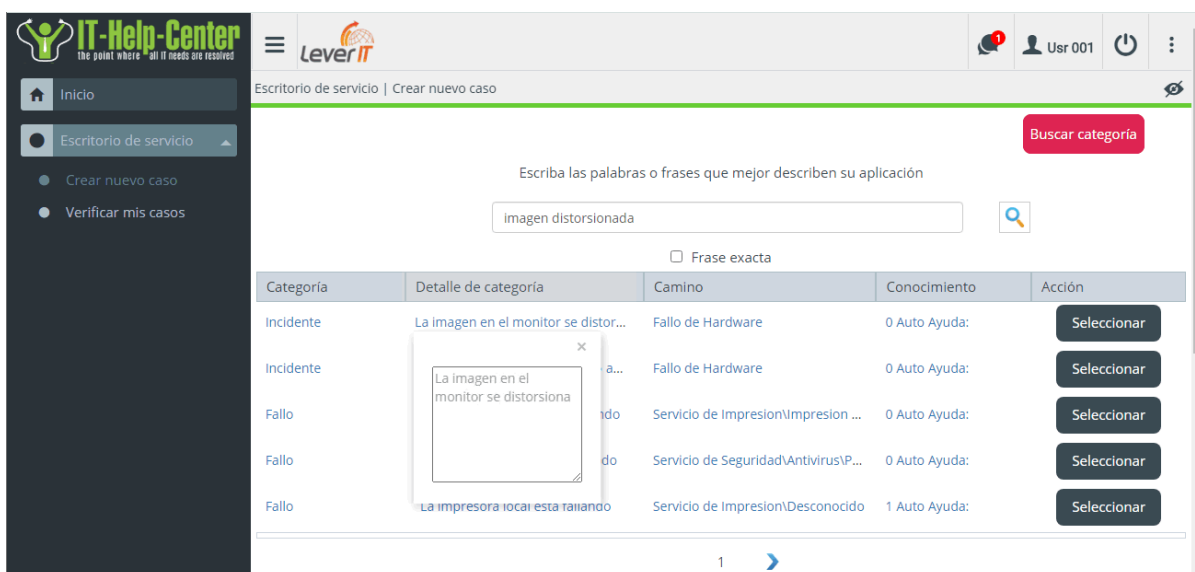 IT-Help-Center
the point where all IT needs are resolved
LeverIT
1
Usr 001
Inicio
Escritorio de servicio | Crear nuevo caso
Escritorio de servicio
Crear nuevo caso
Verificar mis casos
Buscar categoría
Escriba las palabras o frases que mejor describen su aplicación
imagen distorsionada
Frase exacta
Categoría Detalle de categoría Camino Conocimiento Acción
Incidente La imagen en el monitor se distor... Fallo de Hardware 0 Auto Ayuda: Seleccionar
×
La imagen en el
monitor se distorsiona
Incidente a... Fallo de Hardware 0 Auto Ayuda: Seleccionar
Fallo Servicio de Impresion\Impresion ... 0 Auto Ayuda: Seleccionar
Fallo Servicio de Seguridad\Antivirus\P... 0 Auto Ayuda: Seleccionar
Fallo La impresora local esta fallando Servicio de Impresion\Desconocido 1 Auto Ayuda: Seleccionar
1